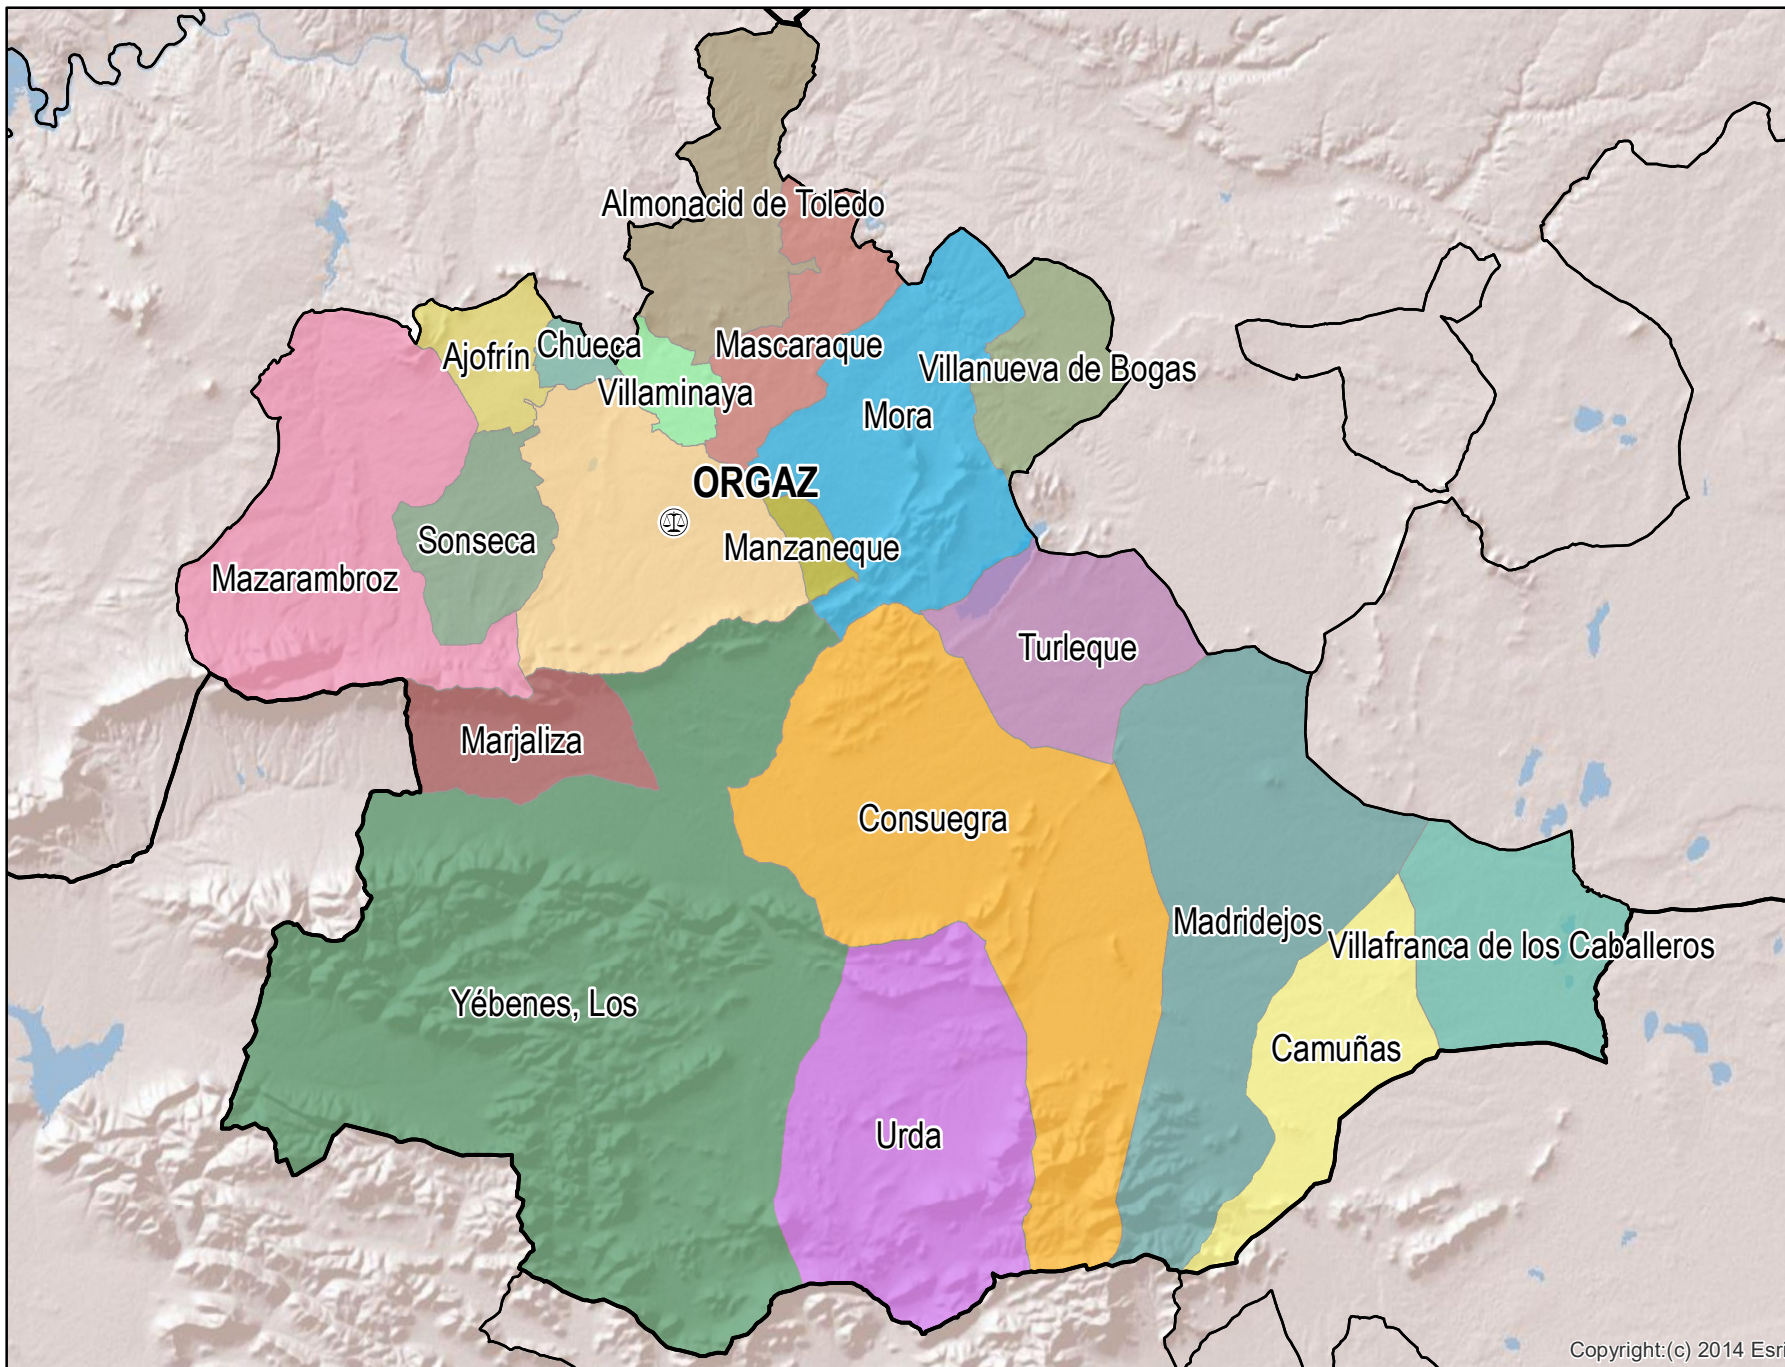 Almonacid de Toledo
Ajofrín
Chueca
Mascaraque
Villanueva de Bogas
Villaminaya
Mora
ORGAZ
Sonseca
Manzaneque
Mazarambroz
Turleque
Marjaliza
Consuegra
Madridejos
Villafranca de los Caballeros
Yébenes, Los
Camuñas
Urda
Copyright:(c) 2014 Esri